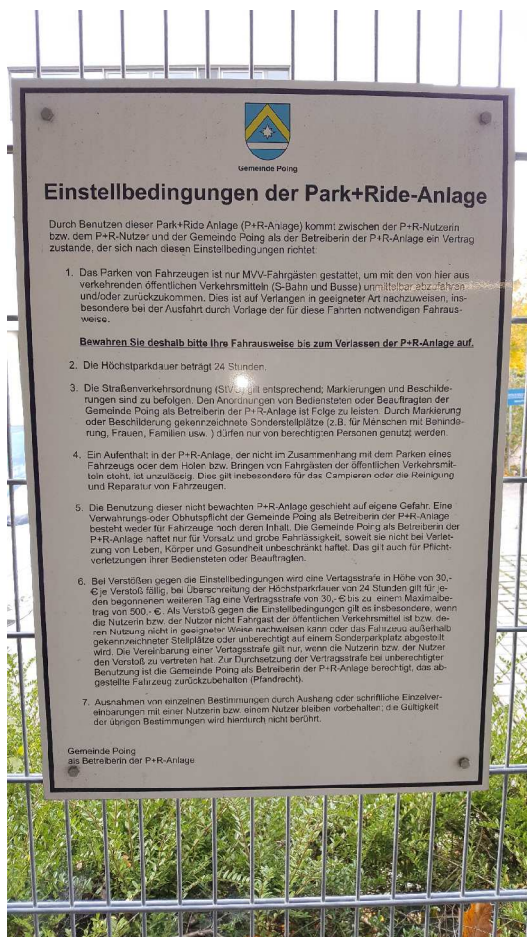 Gemeinde Poing
Einstellbedingungen der Park+Ride-Anlage
Durch Benutzen dieser Park+Ride Anlage (P+R-Anlage) kommt zwischen der P+R-Nutzerin
bzw. dem P+R-Nutzer und der Gemeinde Poing als der Betreiberin der P+R-Anlage ein Vertrag
zustande, der sich nach diesen Einstellbedingungen richtet:
1. Das Parken von Fahrzeugen ist nur MVV-Fahrgästen gestattet, um mit den von hier aus
verkehrenden öffentlichen Verkehrsmitteln (S-Bahn und Busse) unmittelbar abzufahren
und/oder zurückzukommen. Dies ist auf Verlangen in geeigneter Art nachzuweisen, ins-
besondere bei der Ausfahrt durch Vorlage der für diese Fahrten notwendigen Fahraus-
weise.
Bewahren Sie deshalb bitte Ihre Fahrausweise bis zum Verlassen der P+R-Anlage auf.
2. Die Höchstparkdauer beträgt 24 Stunden.
3. Die Straßenverkehrsordnung (StVO) gilt entsprechend; Markierungen und Beschilde-
rungen sind zu befolgen. Den Anordnungen von Bediensteten oder Beauftragten der
Gemeinde Poing als Betreiberin der P+R-Anlage ist Folge zu leisten. Durch Markierung
oder Beschilderung gekennzeichnete Sonderstellplätze (z.B. für Menschen mit Behinde-
rung, Frauen, Familien usw. ) dürfen nur von berechtigten Personen genutzt werden.
4. Ein Aufenthalt in der P+R-Anlage, der nicht im Zusammenhang mit dem Parken eines
Fahrzeugs oder dem Holen bzw. Bringen von Fahrgästen der öffentlichen Verkehrsmit-
teln steht, ist unzulässig. Dies gilt insbesondere für das Campieren oder die Reinigung
und Reparatur von Fahrzeugen.
5. Die Benutzung dieser nicht bewachten P+R-Anlage geschieht auf eigene Gefahr. Eine
Verwahrungs-oder Obhutspflicht der Gemeinde Poing als Betreiberin der P+R-Anlage
besteht weder für Fahrzeuge noch deren Inhalt. Die Gemeinde Poing als Betreiberin der
P+R-Anlage haftet nur für Vorsatz und grobe Fahrlässigkeit, soweit sie nicht bei Verlet-
zung von Leben, Körper und Gesundheit unbeschränkt haftet. Das gilt auch für Pflicht-
verletzungen ihrer Bediensteten oder Beauftragten.
6. Bei Verstößen gegen die Einstellbedingungen wird eine Vertagsstrafe in Höhe von 30,-
€ je Verstoß fällig, bei Überschreitung der Höchstparkdauer von 24 Stunden gilt für je-
den begonnenen weiteren Tag eine Vertragsstrafe von 30,- € bis zu einem Maximalbe-
trag von 500,- €. Als Verstoß gegen die Einstellbedingungen gilt es insbesondere, wenn
die Nutzerin bzw. der Nutzer nicht Fahrgast der öffentlichen Verkehrsmittel ist bzw. de-
ren Nutzung nicht in geeigneter Weise nachweisen kann oder das Fahrzeug außerhalb
gekennzeichneter Stellplätze oder unberechtigt auf einem Sonderparkplatz abgestellt
wird. Die Vereinbarung einer Vertagsstrafe gilt nur, wenn die Nutzerin bzw. der Nutzer
den Verstoß zu vertreten hat. Zur Durchsetzung der Vertragsstrafe bei unberechtigter
Benutzung ist die Gemeinde Poing als Betreiberin der P+R-Anlage berechtigt, das ab-
gestellte Fahrzeug zurückzubehalten (Pfandrecht).
7. Ausnahmen von einzelnen Bestimmungen durch Aushang oder schriftliche Einzelver-
einbarungen mit einer Nutzerin bzw. einem Nutzer bleiben vorbehalten; die Gültigkeit
der übrigen Bestimmungen wird hierdurch nicht berührt.
Gemeinde Poing
als Betreiberin der P+R-Anlage